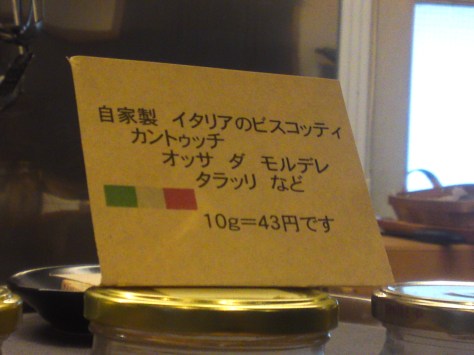 自家製 イタリアのビスコッティ
カントゥッチ
オッサ ダ モルデレ
タラッリ など
10g=43円です